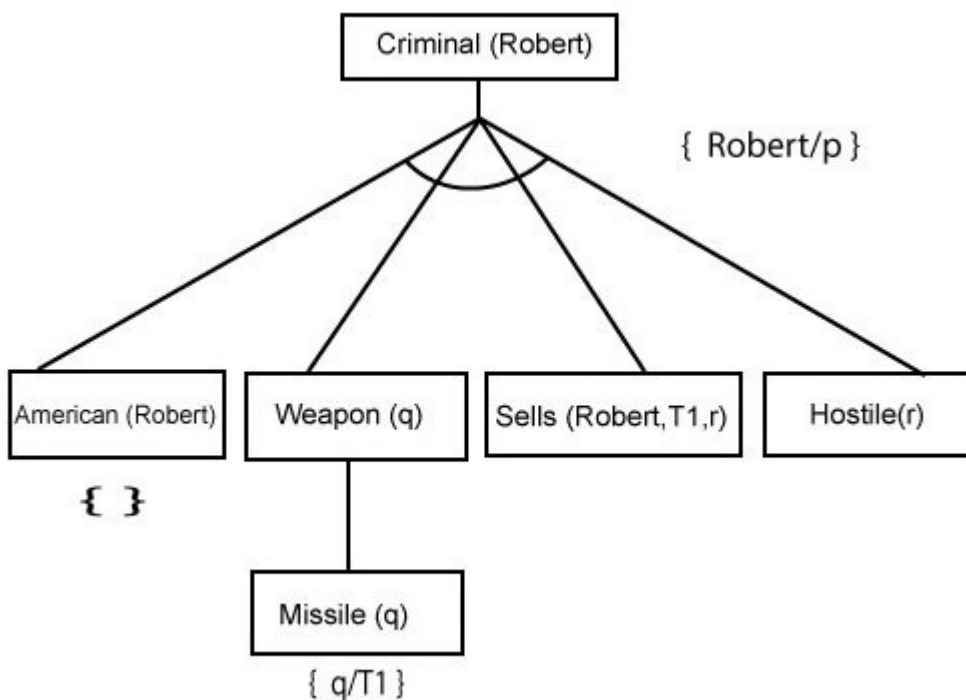 Criminal (Robert)
{ Robert/p }
American (Robert)
Weapon (q)
Sells (Robert,T1,r)
Hostile(r)
{ }
Missile (q)
{ q/T1 }